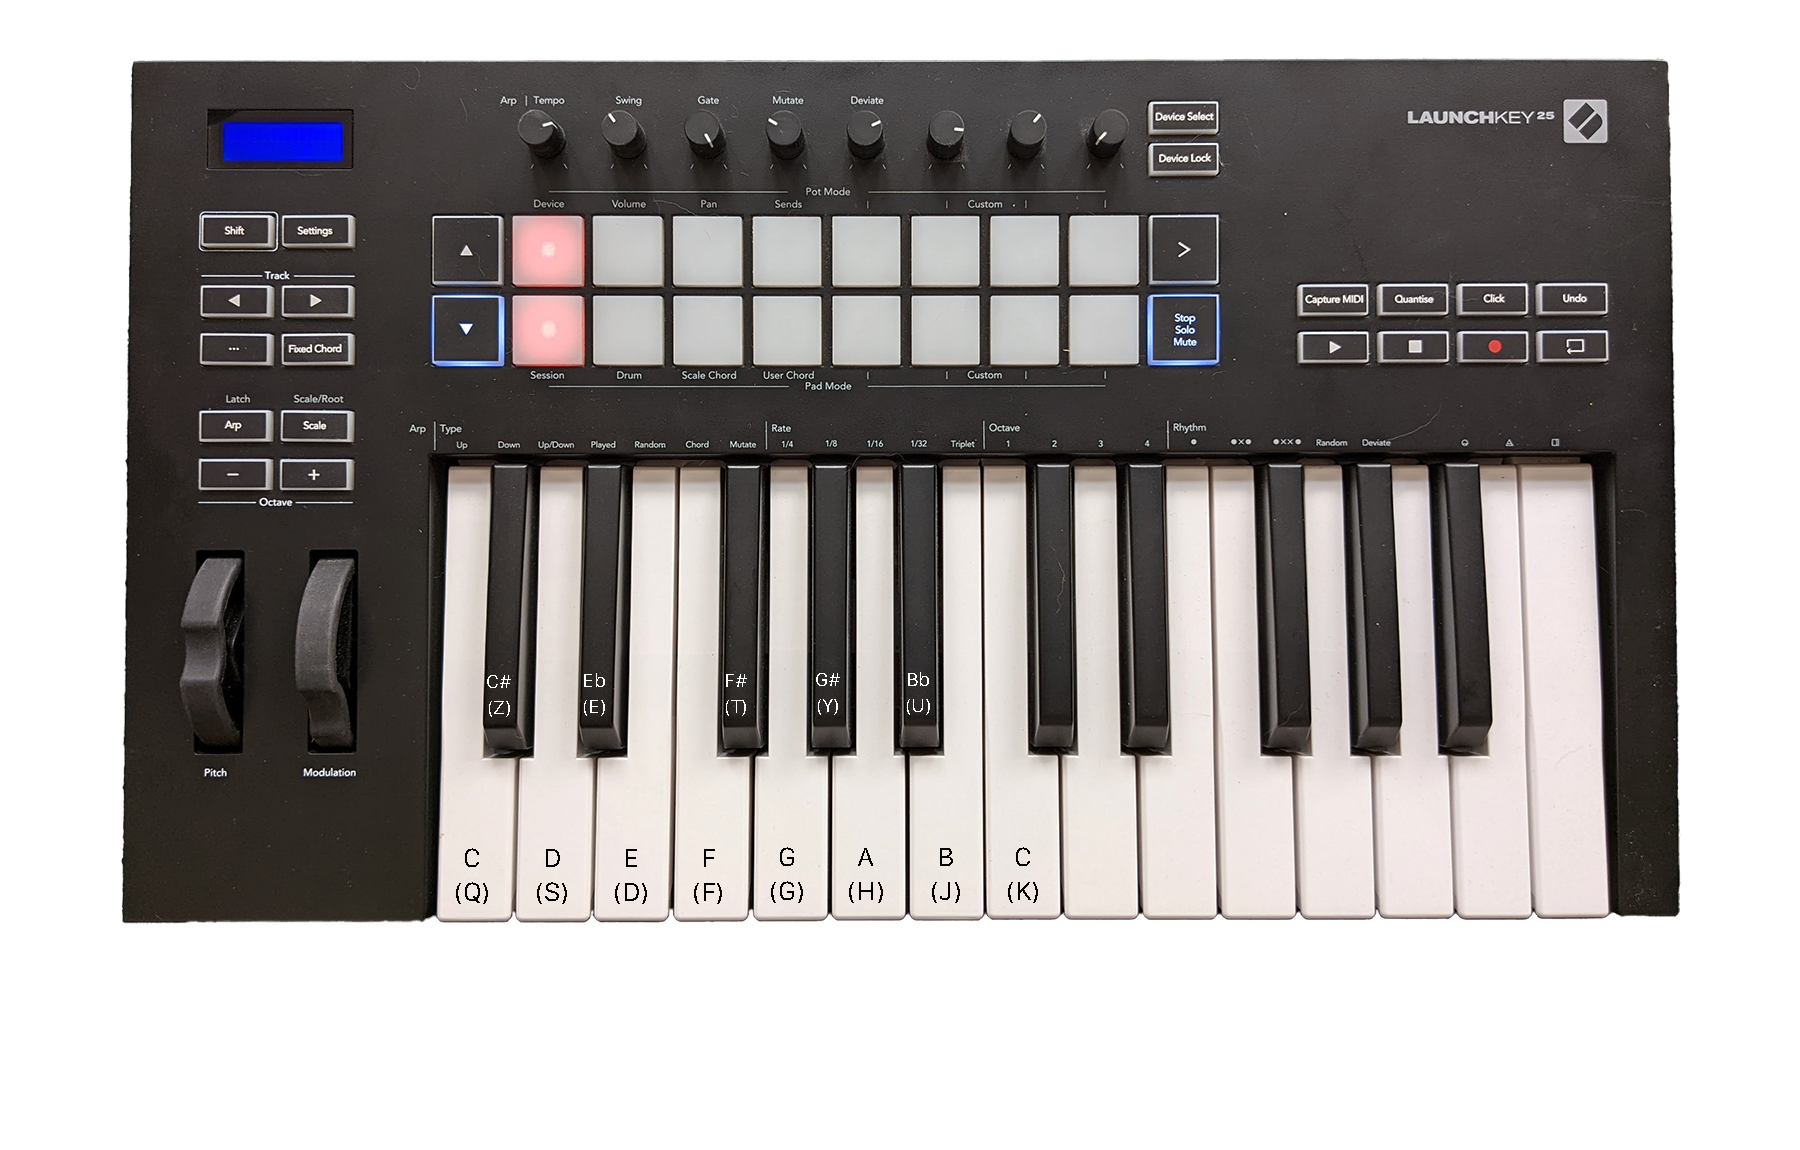 Arp | Tempo
Swing
Gate
Mutate
Deviate
Device Select
Device Lock
LAUNCHKEY 25
Pot Mode
Device
Volume
Pan
Sends
Custom
Shift
Settings
Track
...
Fixed Chord
Stop
Solo
Mute
Capture MIDI
Quantise
Click
Undo
Session
Drum
Scale Chord
User Chord
Custom
Pad Mode
Latch
Scale/Root
Arp
Scale
Octave
Arp
Type
Rate
Octave
Rhythm
Up
Down
Up/Down
Played
Random
Chord
Mutate
1/4
1/8
1/16
1/32
Triplet
1
2
3
4
Random
Deviate
Pitch
Modulation
C#
(Z)
Eb
(E)
F#
(T)
G#
(Y)
Bb
(U)
C
(Q)
D
(S)
E
(D)
F
(F)
G
(G)
A
(H)
B
(J)
C
(K)